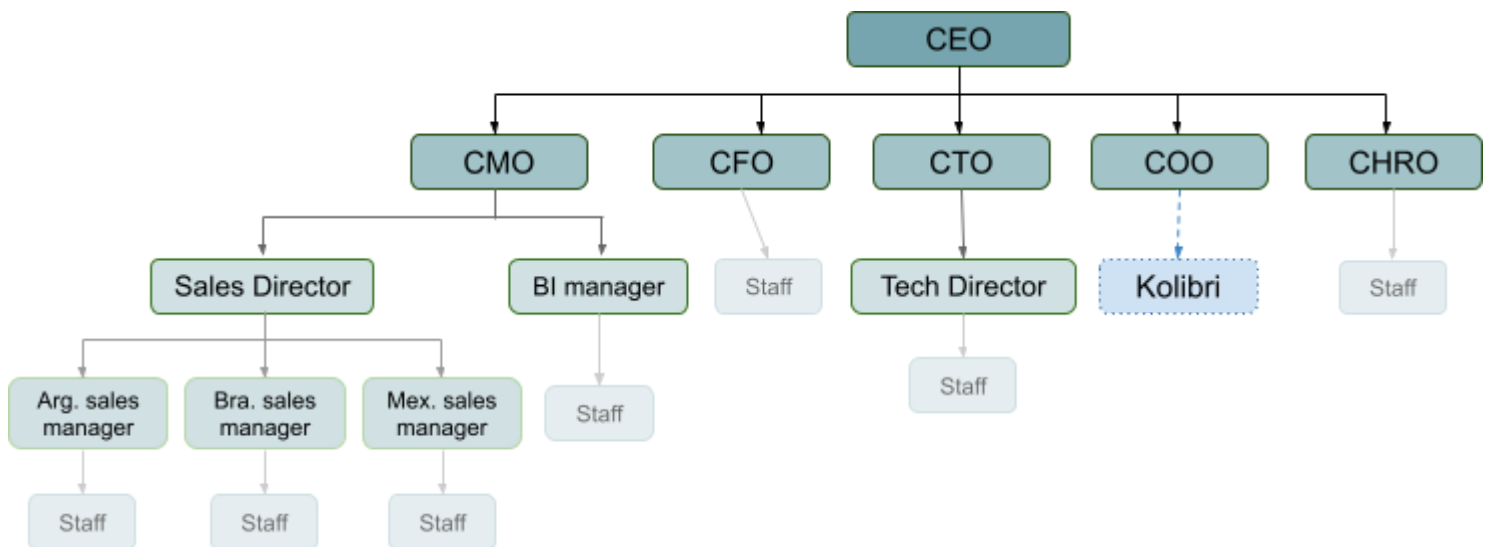 CEO
CMO
CFO
CTO
COO
CHRO
Sales Director
BI manager
Staff
Tech Director
Kolibri
Staff
Arg. sales
manager
Bra. sales
manager
Mex. sales
manager
Staff
Staff
Staff
Staff
Staff